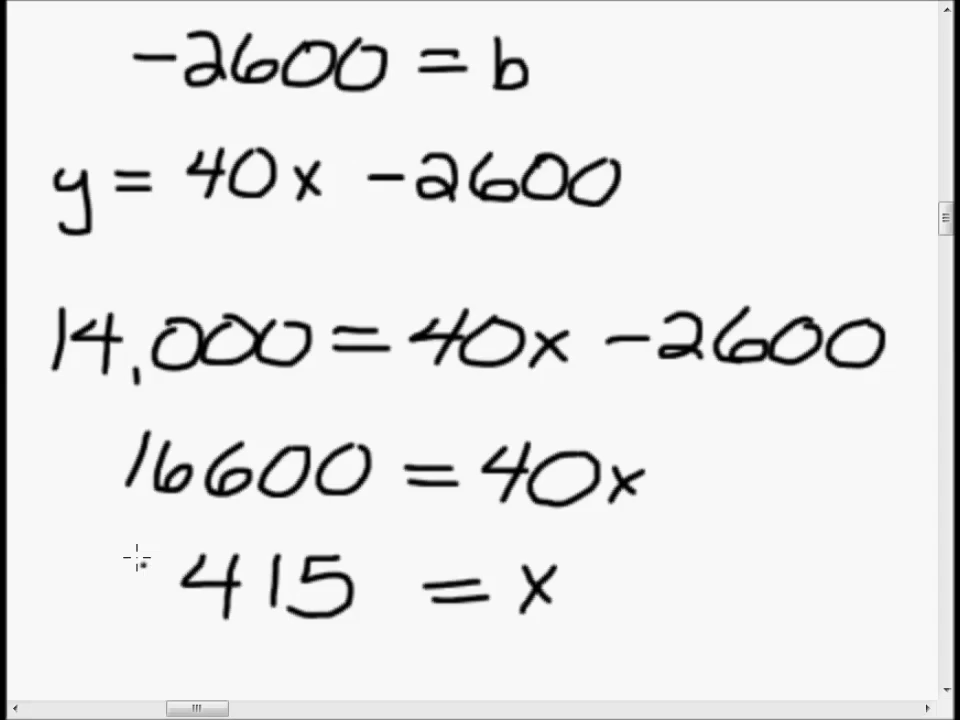 -2600 = b
y = 40x -2600
14,000 = 40x -2600
16600 = 40x
415 = x